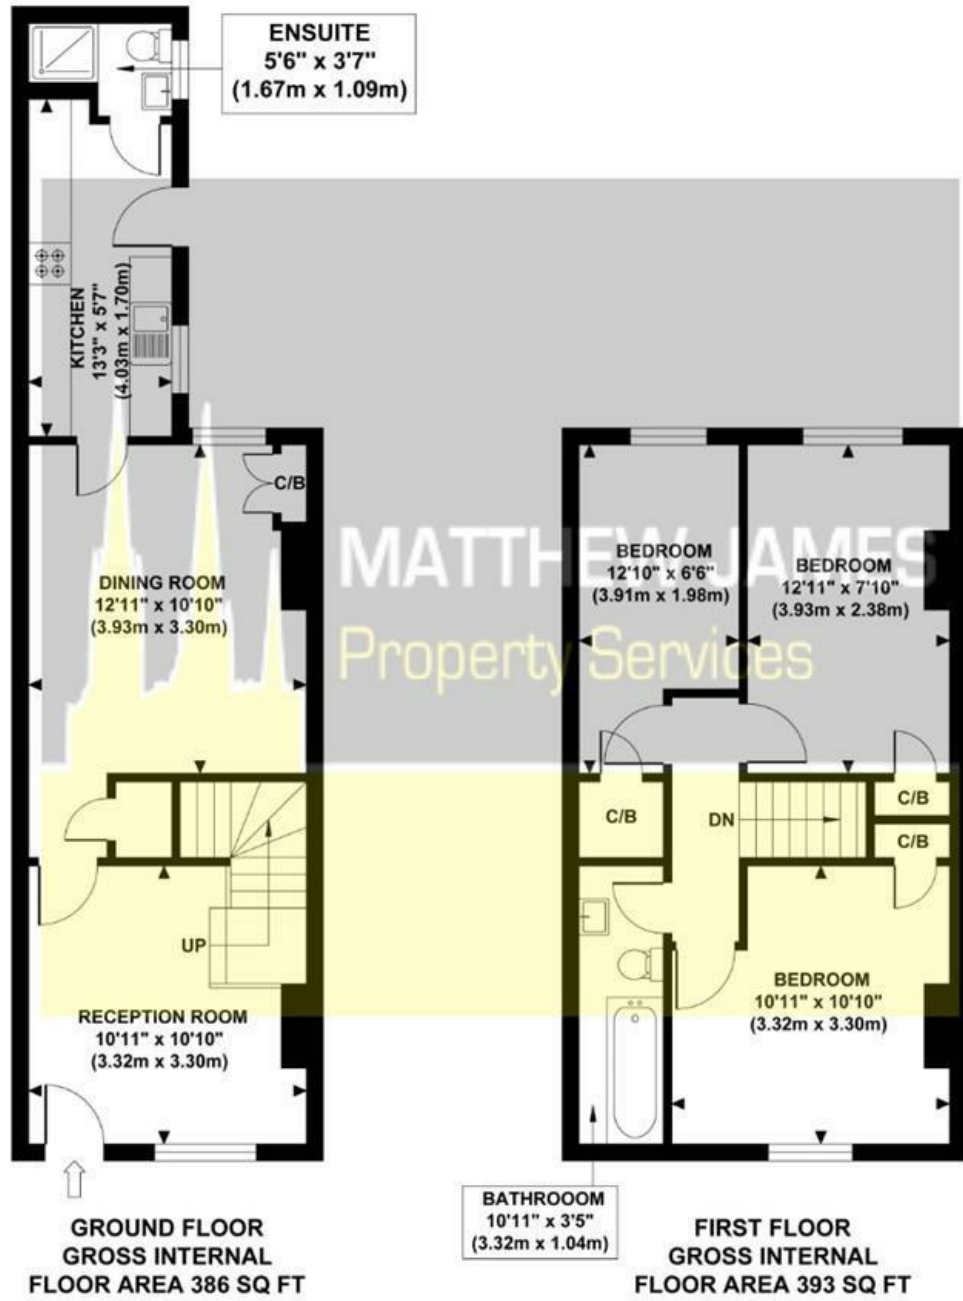 ENSUITE
5'6" x 3'7"
(1.67m x 1.09m)
KITCHEN
13'3" x 5'7"
(4.03m x 1.70m)
C/B
DINING ROOM
12'11" x 10'10"
(3.93m x 3.30m)
MATTHEW JAMES
Property Services
BEDROOM
12'10" x 6'6"
(3.91m x 1.98m)
BEDROOM
12'11" x 7'10"
(3.93m x 2.38m)
C/B
DN
C/B
C/B
UP
RECEPTION ROOM
10'11" x 10'10"
(3.32m x 3.30m)
BEDROOM
10'11" x 10'10"
(3.32m x 3.30m)
BATHROOOM
10'11" x 3'5"
(3.32m x 1.04m)
GROUND FLOOR
GROSS INTERNAL
FLOOR AREA 386 SQ FT
FIRST FLOOR
GROSS INTERNAL
FLOOR AREA 393 SQ FT